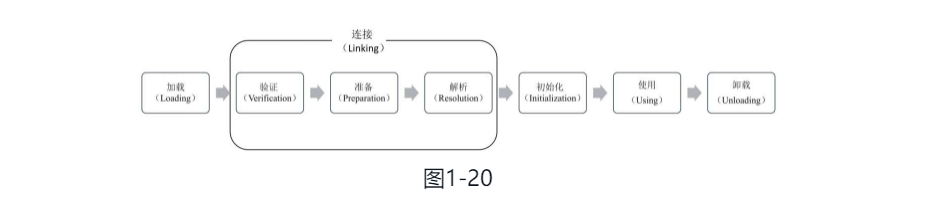 连接
（Linking）
加载
（Loading）
验证
（Verification）
准备
（Preparation）
解析
（Resolution）
初始化
（Initialization）
使用
（Using）
卸载
（Unloading）
图1-20